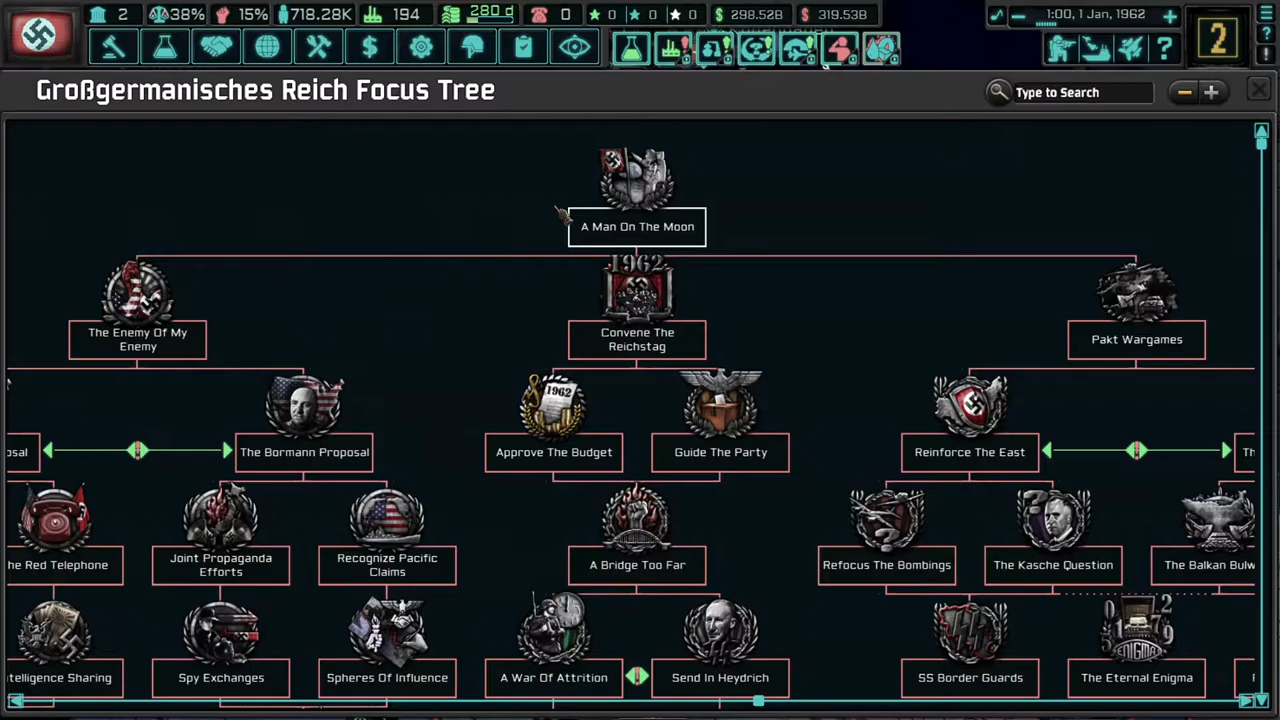 2
38%
15%
718.28K
194
280 d
0
0
0
0
298.52B
319.53B
1:00, 1 Jan, 1962
2
Großgermanisches Reich Focus Tree
Type to Search
A Man On The Moon
The Enemy Of My
Enemy
1962
Convene The
Reichstag
Pakt Wargames
osal
The Bormann Proposal
1962
Approve The Budget
Guide The Party
Reinforce The East
Th
he Red Telephone
Joint Propaganda
Efforts
Recognize Pacific
Claims
A Bridge Too Far
Refocus The Bombings
The Kasche Question
The Balkan Bulw
telligence Sharing
Spy Exchanges
Spheres Of Influence
A War Of Attrition
Send In Heydrich
SS Border Guards
ENIGMA
The Eternal Enigma